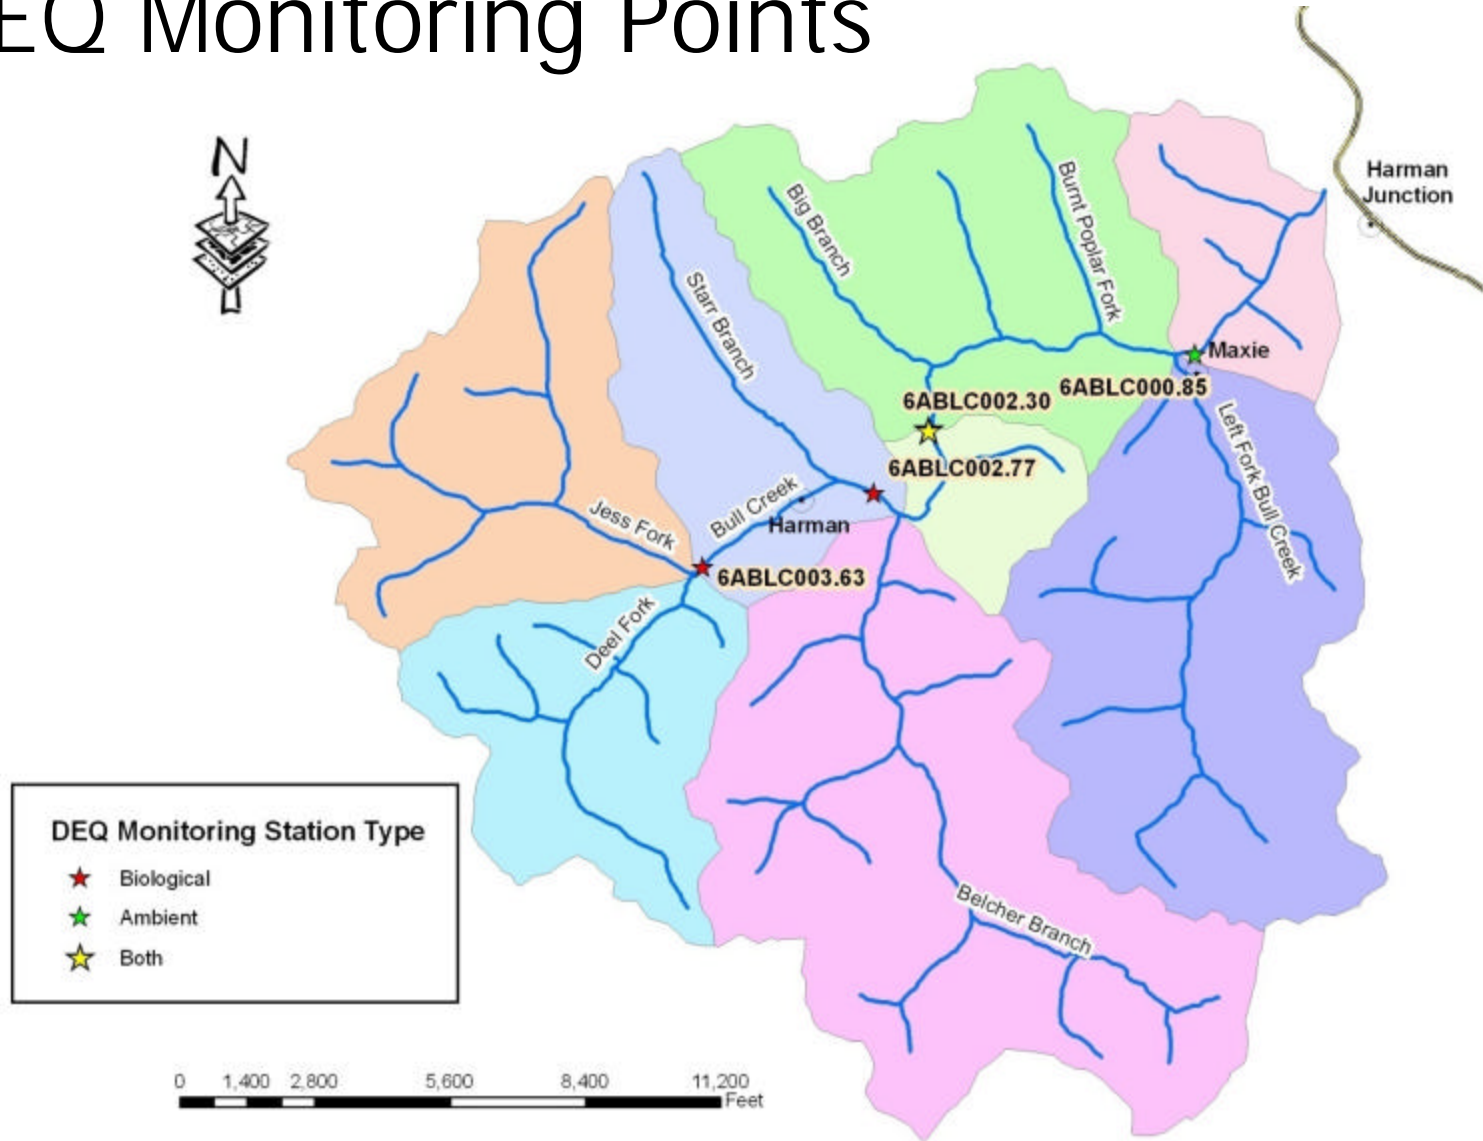 EQ Monitoring Points
N
Harman
Junction
Big Branch
Burnt Poplar Fork
Starr Branch
Maxie
6ABLC002.30
6ABLC000.85
Left Fork Bull Creek
6ABLC002.77
Bull Creek
Jess Fork
Harman
6ABLC003.63
Deel Fork
Belcher Branch
DEQ Monitoring Station Type
Biological
Ambient
Both
0 1,400 2,800 5,600 8,400 11,200
Feet